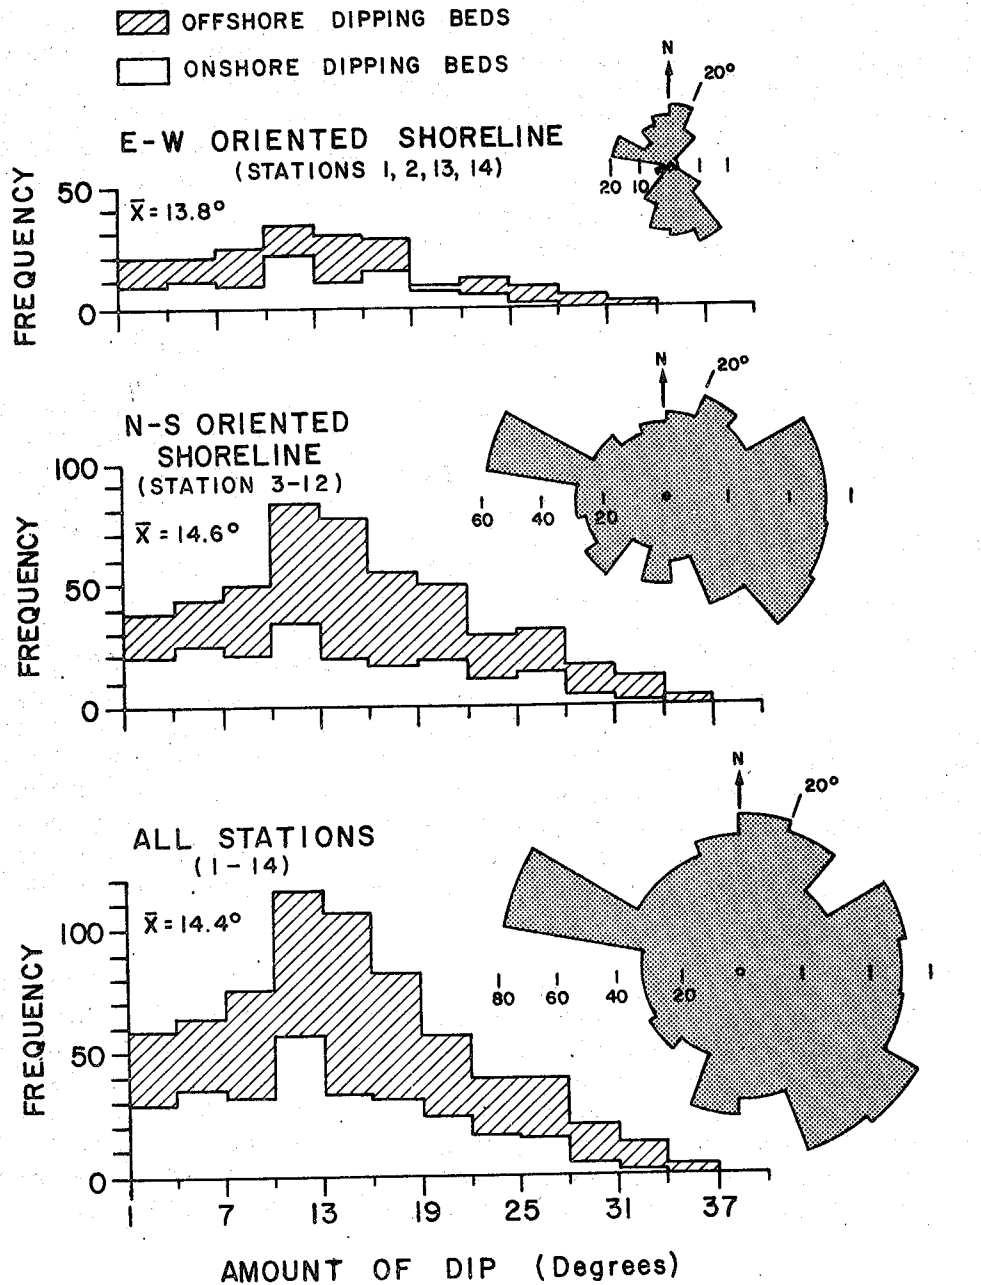 OFFSHORE DIPPING BEDS
ONSHORE DIPPING BEDS
E-W ORIENTED SHORELINE
(STATIONS 1, 2, 13, 14)
N
20°
20 10
FREQUENCY
50
0
X̄ = 13.8°
N-S ORIENTED
SHORELINE
(STATION 3-12)
N
20°
60 40 20
FREQUENCY
100
50
0
X̄ = 14.6°
ALL STATIONS
(1-14)
N
20°
80 60 40 20
FREQUENCY
100
50
0
X̄ = 14.4°
1 7 13 19 25 31 37
AMOUNT OF DIP (Degrees)